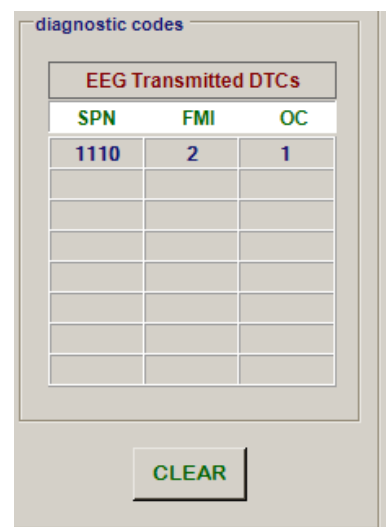 diagnostic codes
EEG Transmitted DTCs
SPN FMI OC
1110 2 1
CLEAR